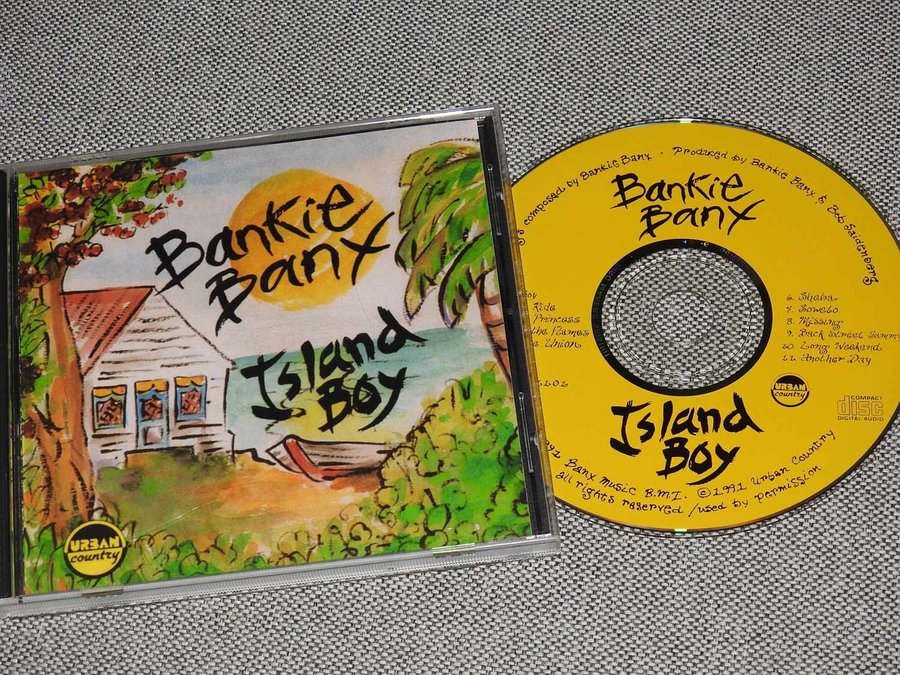 Bankie
Banx
Island
Boy
URBAN
country
composed by Bankie Banx · Produced by Bankie Banx & Bob Saidenberg
Bankie
Banx
Ride
Princess
the Flames
Union
6. Sheba
7. Soweto
8. Missing
9. Back Street
10. Long Weekend
11. Another Day
URBAN
country
COMPACT
disc
DIGITAL AUDIO
Island
Boy
Banx Music B.M.I. ©1991 Urban Country
all rights reserved / used by permission